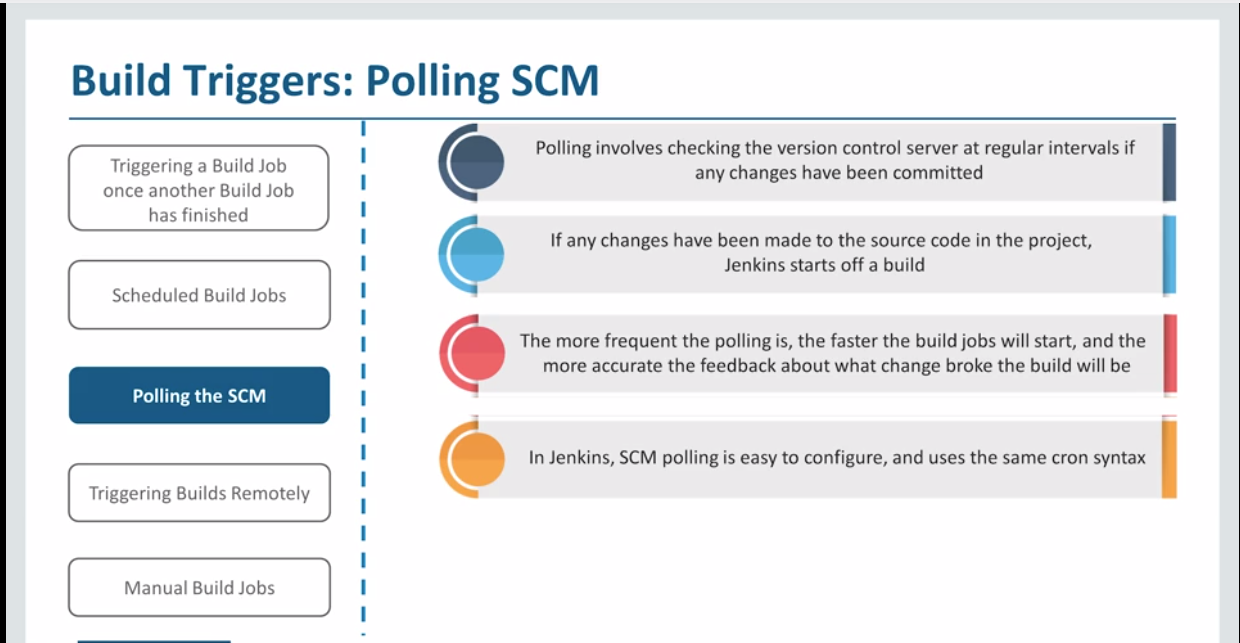 Build Triggers: Polling SCM
Triggering a Build Job
once another Build Job
has finished
Scheduled Build Jobs
Polling the SCM
Triggering Builds Remotely
Manual Build Jobs
Polling involves checking the version control server at regular intervals if
any changes have been committed
If any changes have been made to the source code in the project,
Jenkins starts off a build
The more frequent the polling is, the faster the build jobs will start, and the
more accurate the feedback about what change broke the build will be
In Jenkins, SCM polling is easy to configure, and uses the same cron syntax